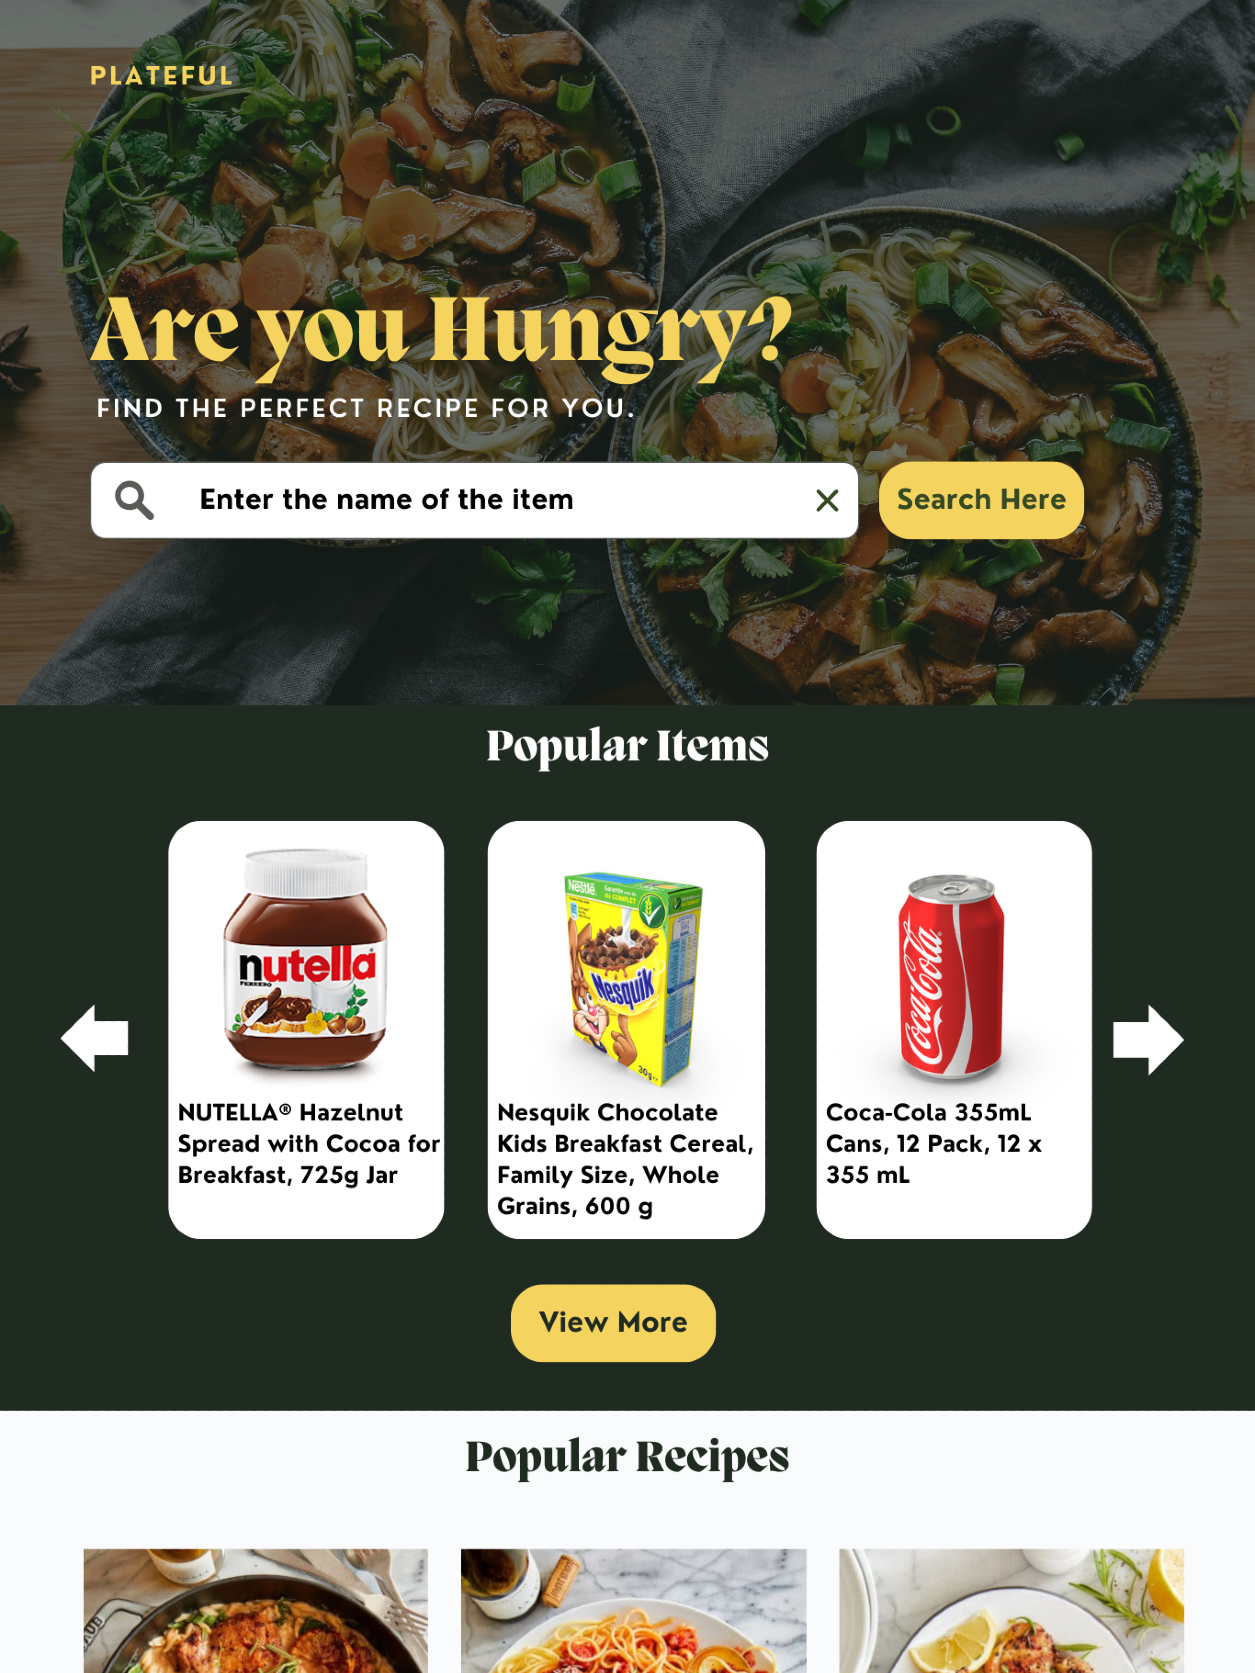 PLATEFUL
Are you Hungry?
FIND THE PERFECT RECIPE FOR YOU.
Enter the name of the item
Search Here
Popular Items
nutella
FERRERO
Nestlé
COMPLET
Nesquik
30g
Coca-Cola
NUTELLA® Hazelnut
Spread with Cocoa for
Breakfast, 725g Jar
Nesquik Chocolate
Kids Breakfast Cereal,
Family Size, Whole
Grains, 600 g
Coca-Cola 355mL
Cans, 12 Pack, 12 x
355 mL
View More
Popular Recipes